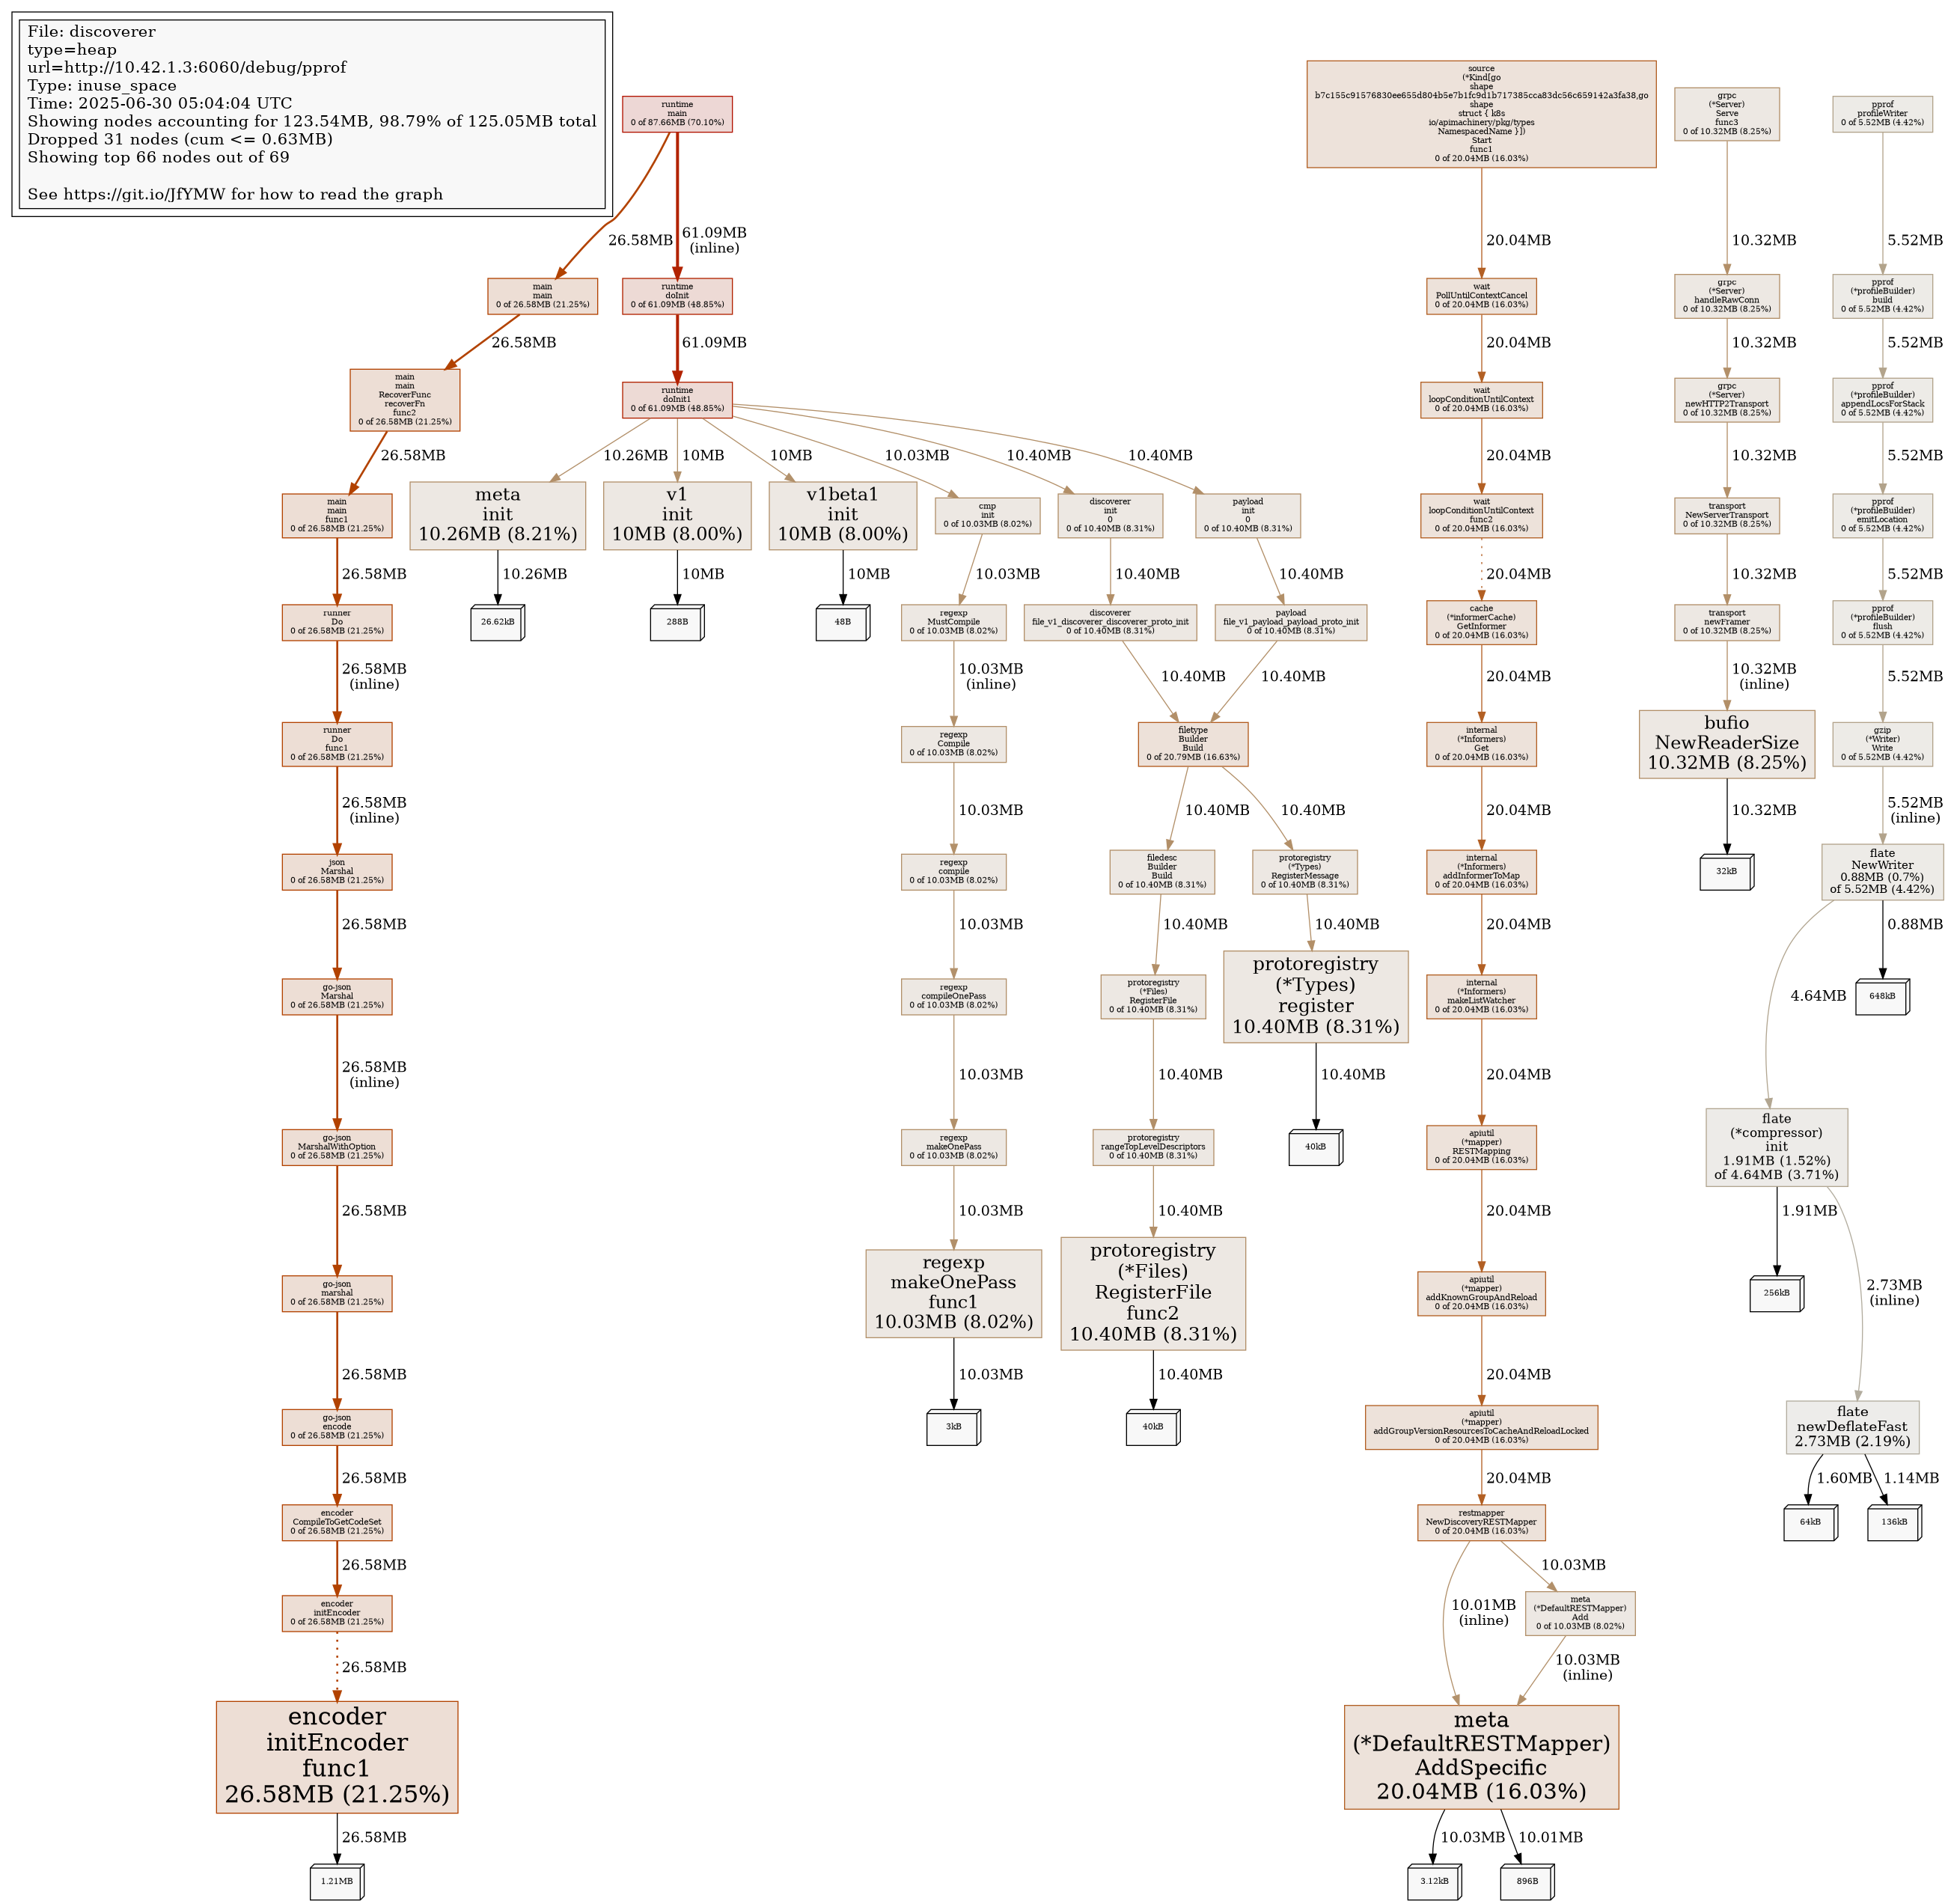 File: discoverer
type=heap
url=http://10.42.1.3:6060/debug/pprof
Type: inuse_space
Time: 2025-06-30 05:04:04 UTC
Showing nodes accounting for 123.54MB, 98.79% of 125.05MB total
Dropped 31 nodes (cum <= 0.63MB)
Showing top 66 nodes out of 69
See https://git.io/JfYMW for how to read the graph
runtime
main
0 of 87.66MB (70.10%)
26.58MB
61.09MB
(inline)
main
main
0 of 26.58MB (21.25%)
26.58MB
main
main
RecoverFunc
recoverFn
func2
0 of 26.58MB (21.25%)
26.58MB
main
main
func1
0 of 26.58MB (21.25%)
26.58MB
runner
Do
0 of 26.58MB (21.25%)
26.58MB
(inline)
runner
Do
func1
0 of 26.58MB (21.25%)
26.58MB
(inline)
json
Marshal
0 of 26.58MB (21.25%)
26.58MB
go-json
Marshal
0 of 26.58MB (21.25%)
26.58MB
(inline)
go-json
MarshalWithOption
0 of 26.58MB (21.25%)
26.58MB
go-json
marshal
0 of 26.58MB (21.25%)
26.58MB
go-json
encode
0 of 26.58MB (21.25%)
26.58MB
encoder
CompileToGetCodeSet
0 of 26.58MB (21.25%)
26.58MB
encoder
initEncoder
0 of 26.58MB (21.25%)
26.58MB
encoder
initEncoder
func1
26.58MB (21.25%)
26.58MB
1.21MB
runtime
doInit
0 of 61.09MB (48.85%)
61.09MB
runtime
doInit1
0 of 61.09MB (48.85%)
10.26MB
10MB
10MB
10.03MB
10.40MB
10.40MB
meta
init
10.26MB (8.21%)
10.26MB
26.62kB
v1
init
10MB (8.00%)
10MB
288B
v1beta1
init
10MB (8.00%)
10MB
48B
cmp
init
0 of 10.03MB (8.02%)
10.03MB
regexp
MustCompile
0 of 10.03MB (8.02%)
10.03MB
(inline)
regexp
Compile
0 of 10.03MB (8.02%)
10.03MB
regexp
compile
0 of 10.03MB (8.02%)
10.03MB
regexp
compileOnePass
0 of 10.03MB (8.02%)
10.03MB
regexp
makeOnePass
0 of 10.03MB (8.02%)
10.03MB
regexp
makeOnePass
func1
10.03MB (8.02%)
10.03MB
3kB
discoverer
init
0
0 of 10.40MB (8.31%)
10.40MB
discoverer
file_v1_discoverer_discoverer_proto_init
0 of 10.40MB (8.31%)
10.40MB
payload
init
0
0 of 10.40MB (8.31%)
10.40MB
payload
file_v1_payload_payload_proto_init
0 of 10.40MB (8.31%)
10.40MB
filetype
Builder
Build
0 of 20.79MB (16.63%)
10.40MB
10.40MB
filedesc
Builder
Build
0 of 10.40MB (8.31%)
10.40MB
protoregistry
(*Files)
RegisterFile
0 of 10.40MB (8.31%)
10.40MB
protoregistry
rangeTopLevelDescriptors
0 of 10.40MB (8.31%)
10.40MB
protoregistry
(*Files)
RegisterFile
func2
10.40MB (8.31%)
10.40MB
40kB
protoregistry
(*Types)
RegisterMessage
0 of 10.40MB (8.31%)
10.40MB
protoregistry
(*Types)
register
10.40MB (8.31%)
10.40MB
40kB
source
(*Kind[go
shape
b7c155c91576830ee655d804b5e7b1fc9d1b717385cca83dc56c659142a3fa38,go
shape
struct { k8s
io/apimachinery/pkg/types
NamespacedName }])
Start
func1
0 of 20.04MB (16.03%)
20.04MB
wait
PollUntilContextCancel
0 of 20.04MB (16.03%)
20.04MB
wait
loopConditionUntilContext
0 of 20.04MB (16.03%)
20.04MB
wait
loopConditionUntilContext
func2
0 of 20.04MB (16.03%)
20.04MB
cache
(*informerCache)
GetInformer
0 of 20.04MB (16.03%)
20.04MB
internal
(*Informers)
Get
0 of 20.04MB (16.03%)
20.04MB
internal
(*Informers)
addInformerToMap
0 of 20.04MB (16.03%)
20.04MB
internal
(*Informers)
makeListWatcher
0 of 20.04MB (16.03%)
20.04MB
apiutil
(*mapper)
RESTMapping
0 of 20.04MB (16.03%)
20.04MB
apiutil
(*mapper)
addKnownGroupAndReload
0 of 20.04MB (16.03%)
20.04MB
apiutil
(*mapper)
addGroupVersionResourcesToCacheAndReloadLocked
0 of 20.04MB (16.03%)
20.04MB
restmapper
NewDiscoveryRESTMapper
0 of 20.04MB (16.03%)
10.01MB
(inline)
10.03MB
meta
(*DefaultRESTMapper)
Add
0 of 10.03MB (8.02%)
10.03MB
(inline)
meta
(*DefaultRESTMapper)
AddSpecific
20.04MB (16.03%)
10.03MB
10.01MB
3.12kB
896B
grpc
(*Server)
Serve
func3
0 of 10.32MB (8.25%)
10.32MB
grpc
(*Server)
handleRawConn
0 of 10.32MB (8.25%)
10.32MB
grpc
(*Server)
newHTTP2Transport
0 of 10.32MB (8.25%)
10.32MB
transport
NewServerTransport
0 of 10.32MB (8.25%)
10.32MB
transport
newFramer
0 of 10.32MB (8.25%)
10.32MB
(inline)
bufio
NewReaderSize
10.32MB (8.25%)
10.32MB
32kB
pprof
profileWriter
0 of 5.52MB (4.42%)
5.52MB
pprof
(*profileBuilder)
build
0 of 5.52MB (4.42%)
5.52MB
pprof
(*profileBuilder)
appendLocsForStack
0 of 5.52MB (4.42%)
5.52MB
pprof
(*profileBuilder)
emitLocation
0 of 5.52MB (4.42%)
5.52MB
pprof
(*profileBuilder)
flush
0 of 5.52MB (4.42%)
5.52MB
gzip
(*Writer)
Write
0 of 5.52MB (4.42%)
5.52MB
(inline)
flate
NewWriter
0.88MB (0.7%)
of 5.52MB (4.42%)
4.64MB
0.88MB
648kB
flate
(*compressor)
init
1.91MB (1.52%)
of 4.64MB (3.71%)
1.91MB
256kB
2.73MB
(inline)
flate
newDeflateFast
2.73MB (2.19%)
1.60MB
1.14MB
64kB
136kB